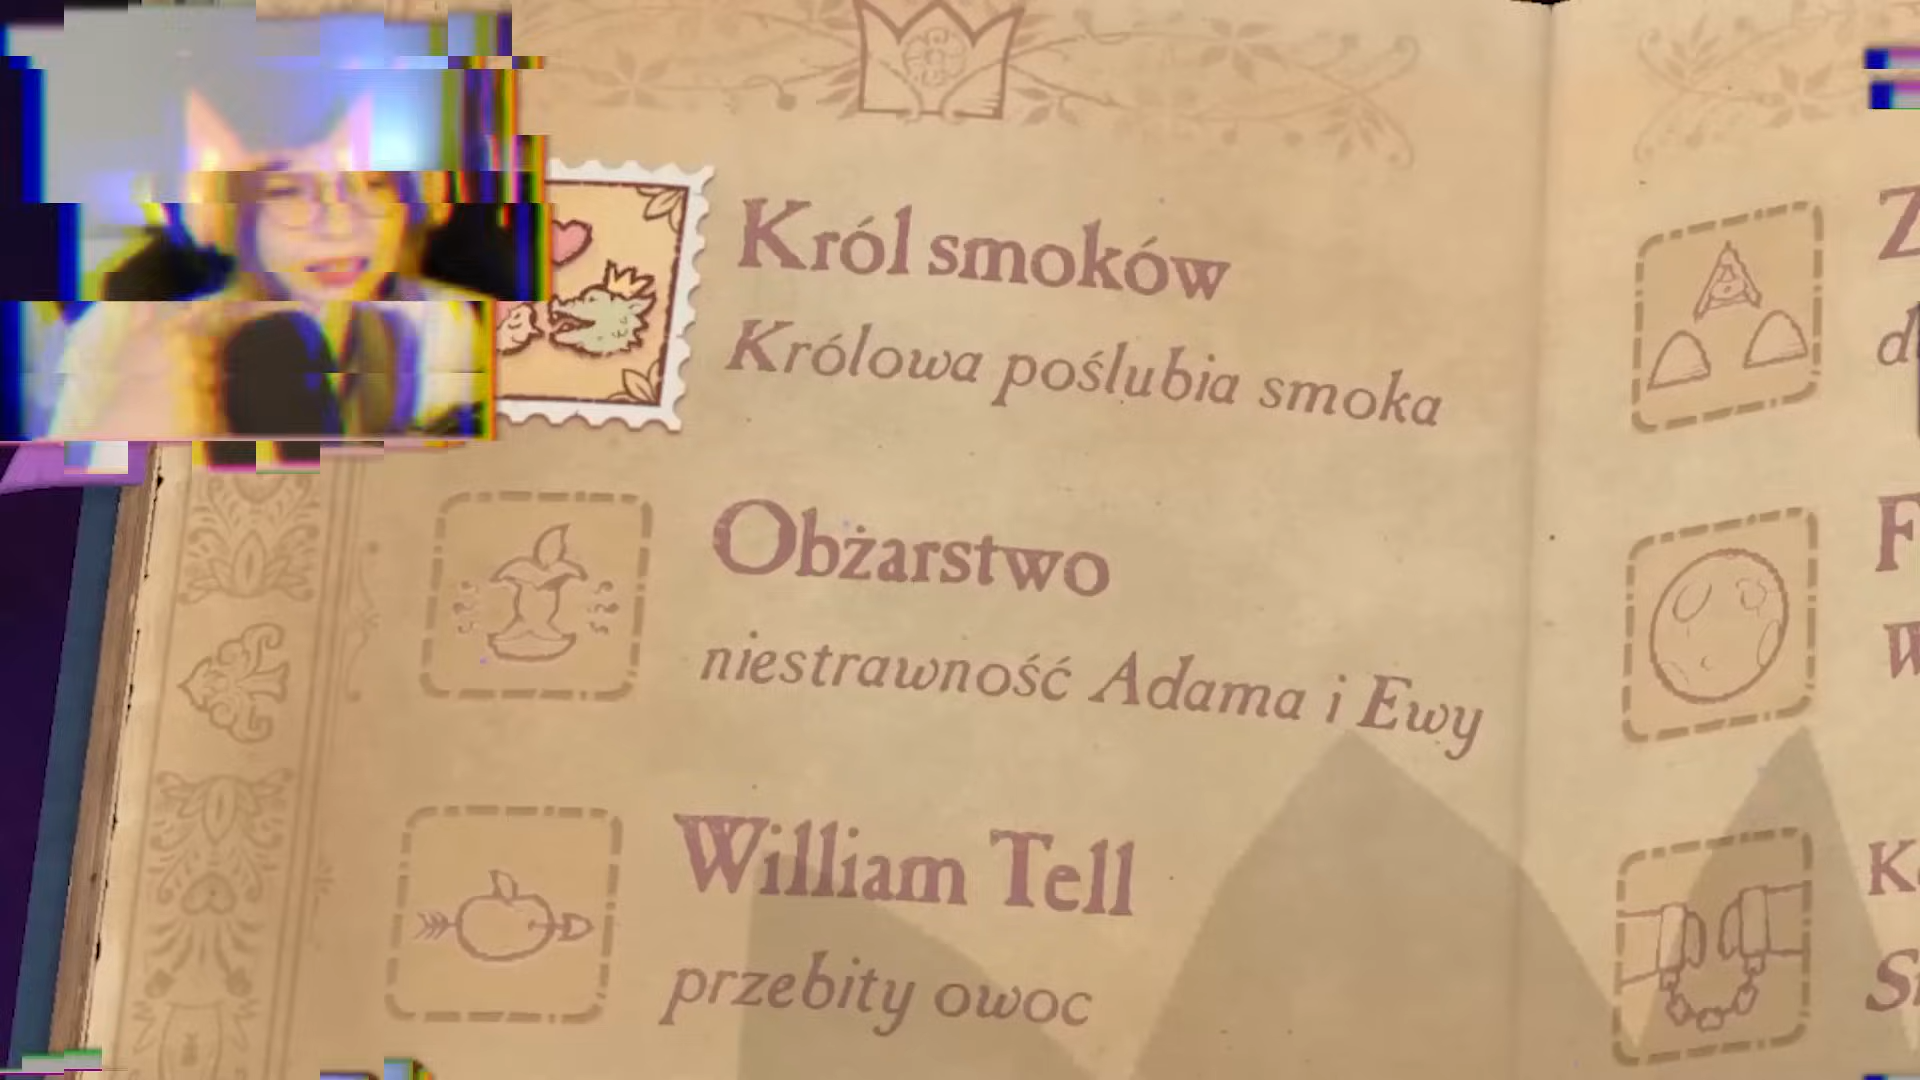 Król smoków
Królowa poślubia smoka
Obżarstwo
niestrawność Adama i Ewy
William Tell
przebity owoc